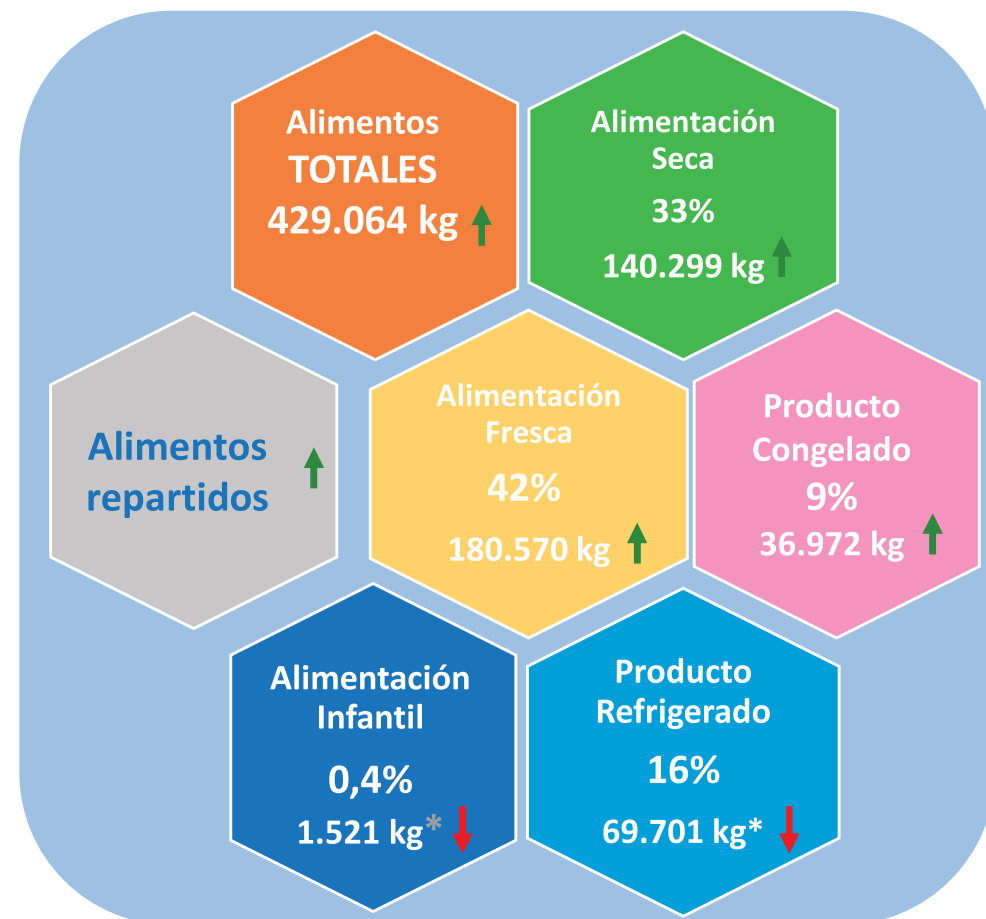 Alimentos
TOTALES
429.064 kg
Alimentación
Seca
33%
140.299 kg
Alimentos
repartidos
Alimentación
Fresca
42%
180.570 kg
Producto
Congelado
9%
36.972 kg
Alimentación
Infantil
0,4%
1.521 kg*
Producto
Refrigerado
16%
69.701 kg*